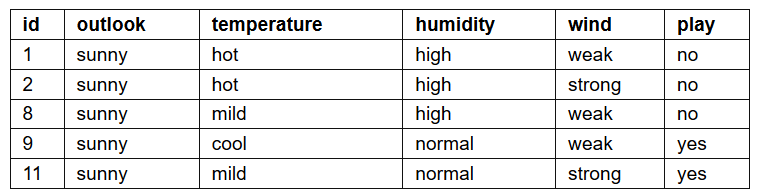 id outlook temperature humidity wind play
1 sunny hot high weak no
2 sunny hot high strong no
8 sunny mild high weak no
9 sunny cool normal weak yes
11 sunny mild normal strong yes